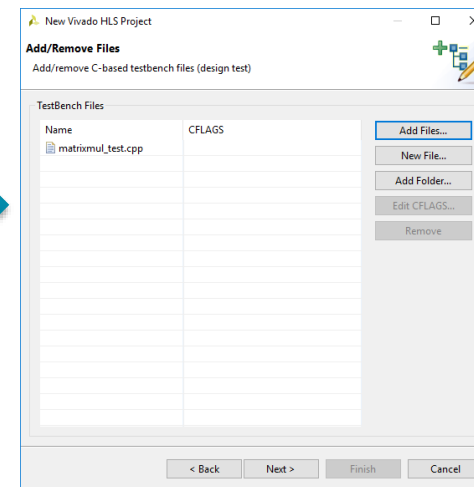 New Vivado HLS Project
Add/Remove Files
Add/remove C-based testbench files (design test)
TestBench Files
Name CFLAGS
matrixmul_test.cpp
Add Files...
New File...
Add Folder...
Edit CFLAGS...
Remove
< Back Next > Finish Cancel